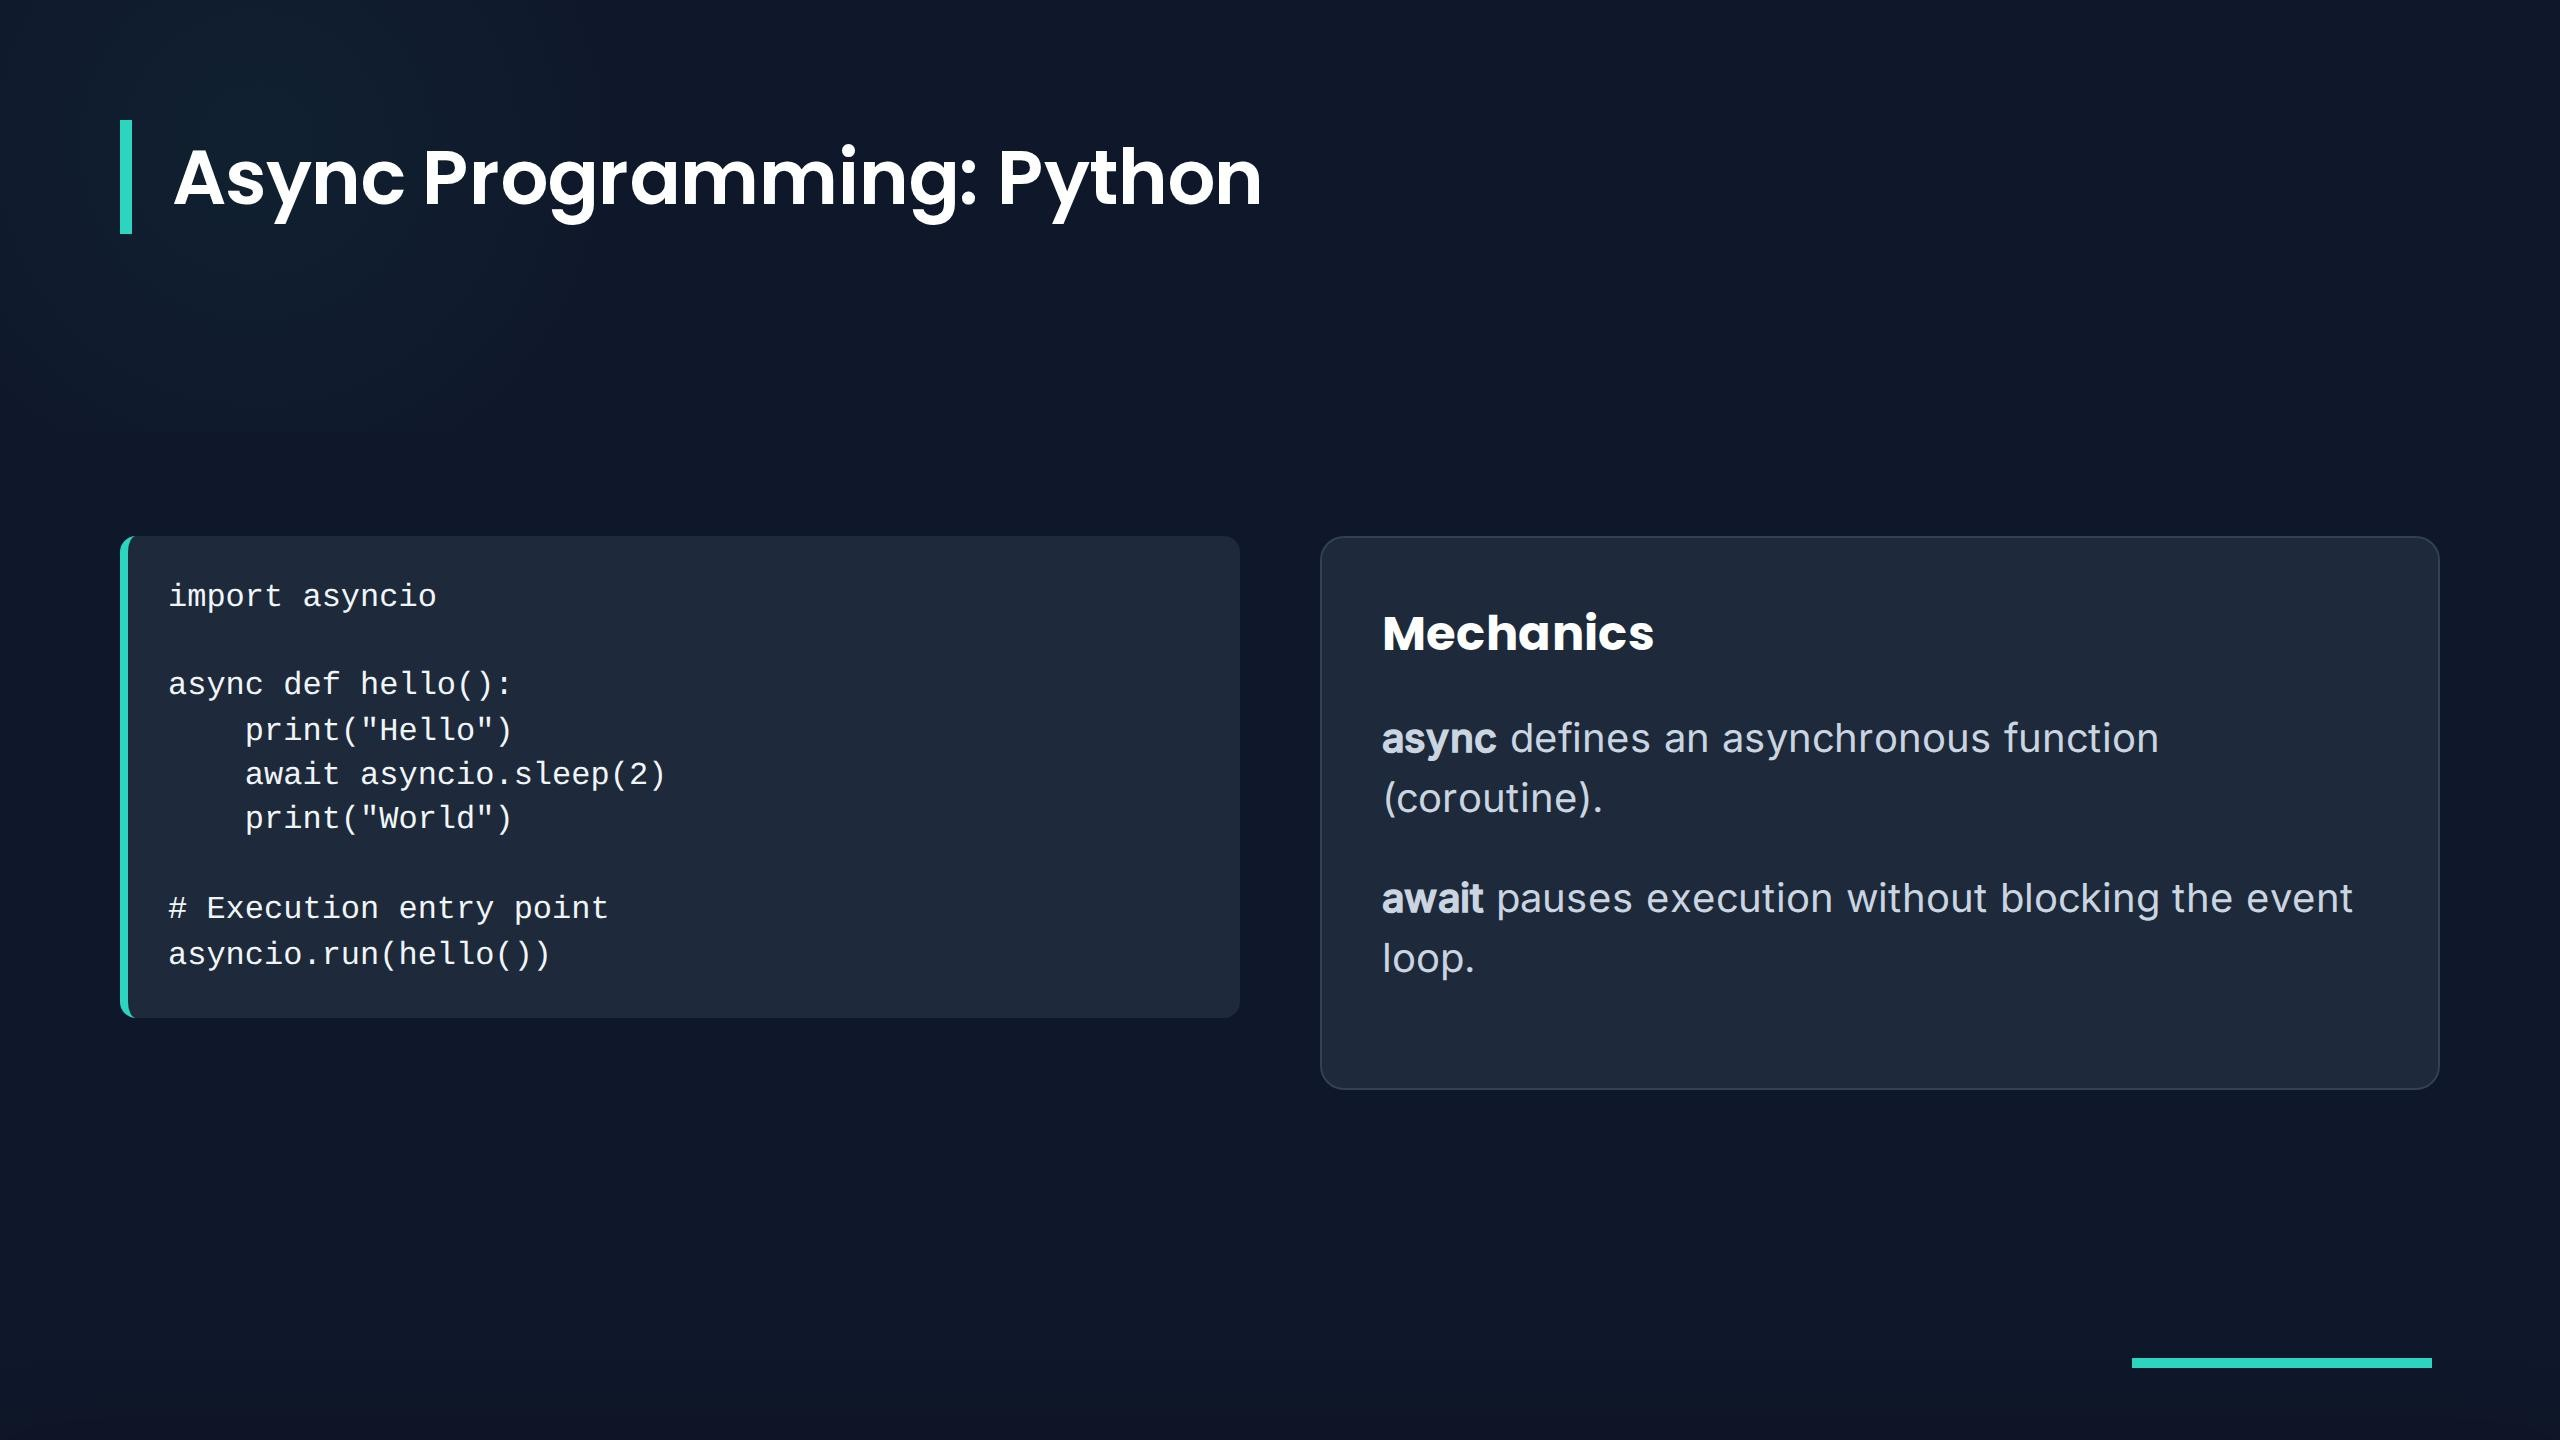 Async Programming: Python
import asyncio
async def hello():
    print("Hello")
    await asyncio.sleep(2)
    print("World")
# Execution entry point
asyncio.run(hello())
Mechanics
async defines an asynchronous function
(coroutine).
await pauses execution without blocking the event
loop.